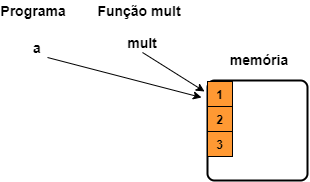 Programa Função mult
a mult
memória
1
2
3